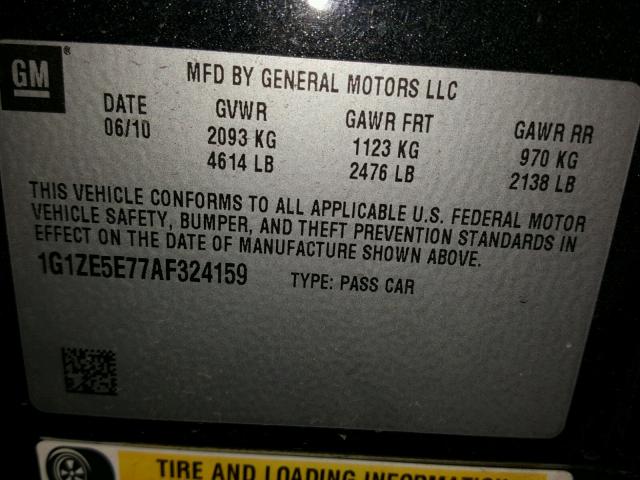 GM ®
MFD BY GENERAL MOTORS LLC
DATE GVWR GAWR FRT GAWR RR
06/10 2093 KG 1123 KG 970 KG
4614 LB 2476 LB 2138 LB
THIS VEHICLE CONFORMS TO ALL APPLICABLE U.S. FEDERAL MOTOR
VEHICLE SAFETY, BUMPER, AND THEFT PREVENTION STANDARDS IN
EFFECT ON THE DATE OF MANUFACTURE SHOWN ABOVE.
1G1ZE5E77AF324159 TYPE: PASS CAR
TIRE AND LOADING INFORMATION